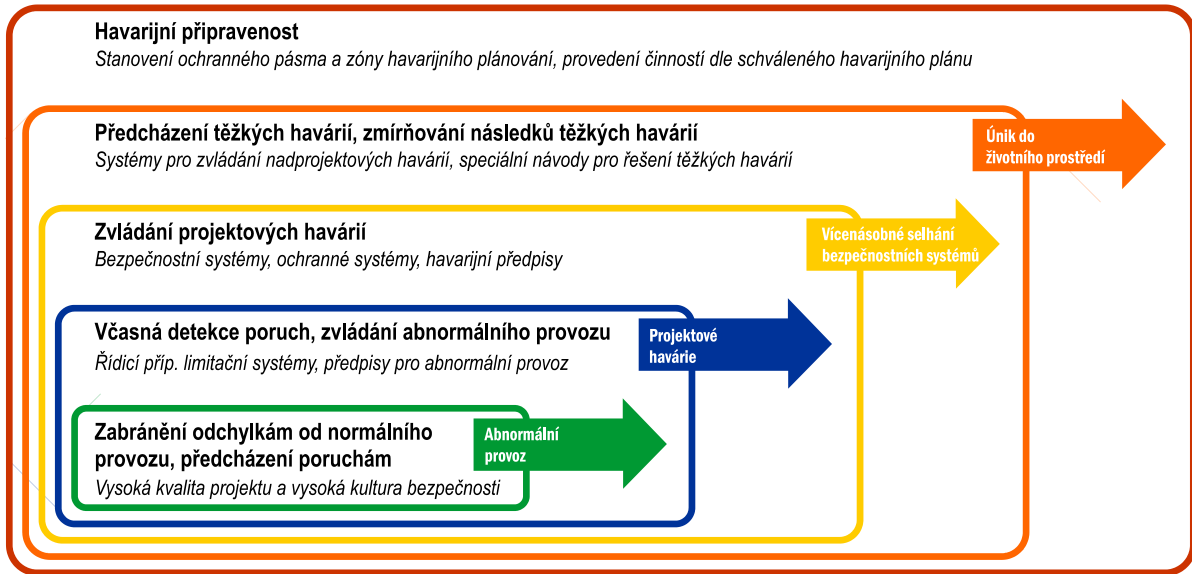 Havarijní připravenost
Stanovení ochranného pásma a zóny havarijního plánování, provedení činností dle schváleného havarijního plánu
Předcházení těžkých havárií, zmírňování následků těžkých havárií
Systémy pro zvládání nadprojektových havárií, speciální návody pro řešení těžkých havárií
Únik do
životního prostředí
Zvládání projektových havárií
Bezpečnostní systémy, ochranné systémy, havarijní předpisy
Vícenásobné selhání
bezpečnostních systémů
Včasná detekce poruch, zvládání abnormálního provozu
Řídicí příp. limitační systémy, předpisy pro abnormální provoz
Projektové
havárie
Zabránění odchylkám od normálního
provozu, předcházení poruchám
Vysoká kvalita projektu a vysoká kultura bezpečnosti
Abnormální
provoz